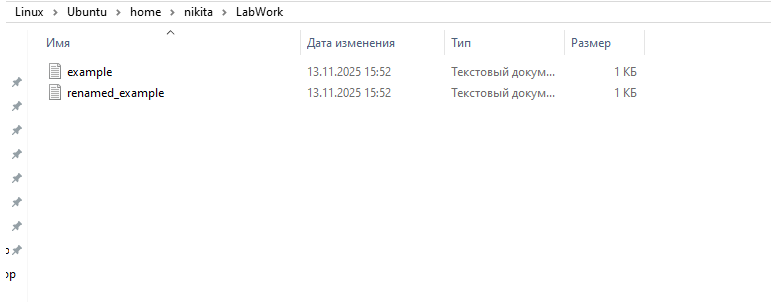 Linux > Ubuntu > home > nikita > LabWork
Имя Дата изменения Тип Размер
example 13.11.2025 15:52 Текстовый докум... 1 КБ
renamed_example 13.11.2025 15:52 Текстовый докум... 1 КБ